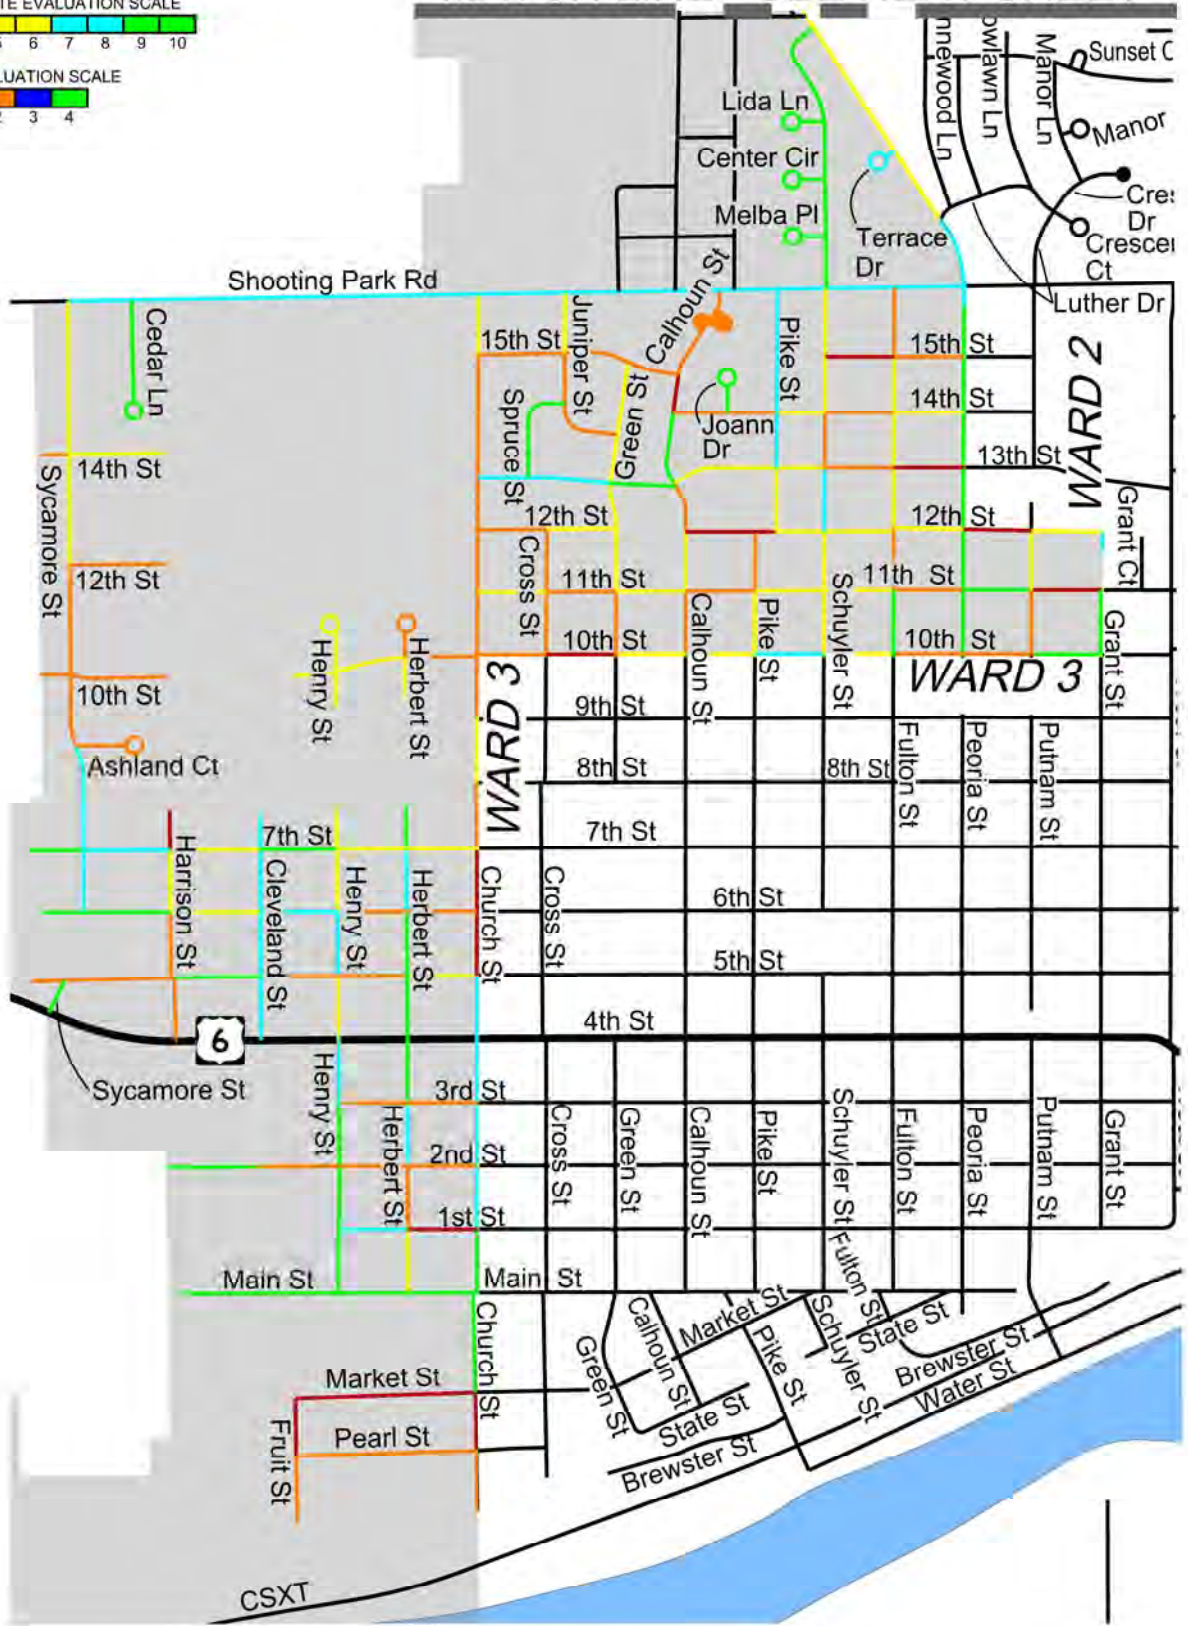 TE EVALUATION SCALE
6 7 8 9 10
LUATION SCALE
3 4
Sunset C
Manor Ln
Manor
Lida Ln
Center Cir
Melba Pl
Terrace
Dr
Cres
Dr
Crescer
Ct
Luther Dr
Shooting Park Rd
Calhoun St
Cedar Ln
Juniper St
15th St
Pike St
15th St
WARD 2
14th St
Spruce St
Green St
Joann
Dr
13th St
14th St
Sycamore St
12th St
12th St
Grant Ct
12th St
Cross St
11th St
Schuyler St
11th St
Henry St
Herbert St
10th St
Calhoun St
Pike St
10th St
Grant St
10th St
WARD 3
WARD 3
9th St
Ashland Ct
8th St
8th St
Fulton St
Peoria St
Putnam St
7th St
7th St
Harrison St
Cleveland St
Henry St
Herbert St
Church St
Cross St
6th St
5th St
4th St
6
Sycamore St
Henry St
3rd St
Herbert St
2nd St
1st St
Cross St
Green St
Calhoun St
Pike St
Schuyler St
Fulton St
Peoria St
Putnam St
Grant St
Main St
Main St
Fulton St
Church St
Green St
Calhoun St
Market St
Pike St
Schuyler St
State St
Brewster St
Water St
Market St
State St
Fruit St
Pearl St
Brewster St
CSXT